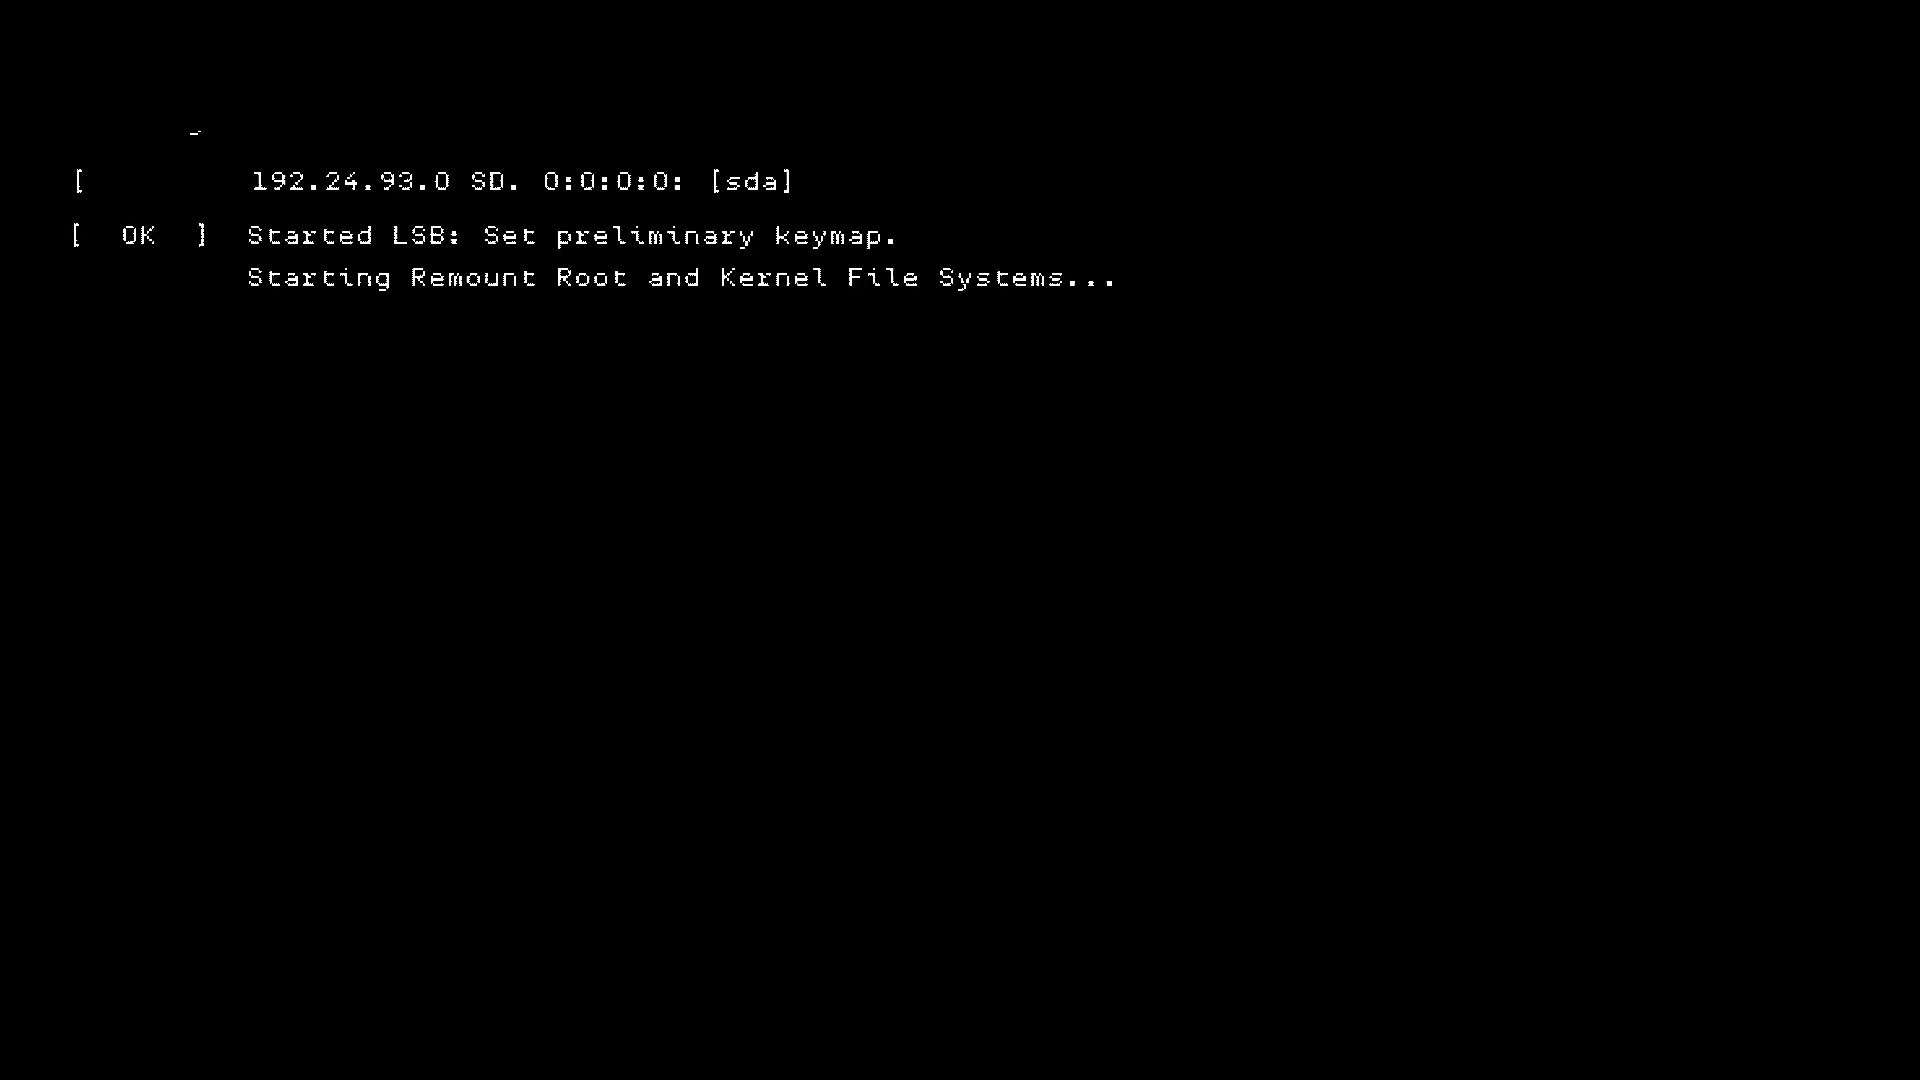 -
[ 192.24.93.0 SD. 0:0:0:0: [sda]
[ OK ] Started LSB: Set preliminary keymap.
Starting Remount Root and Kernel File Systems...